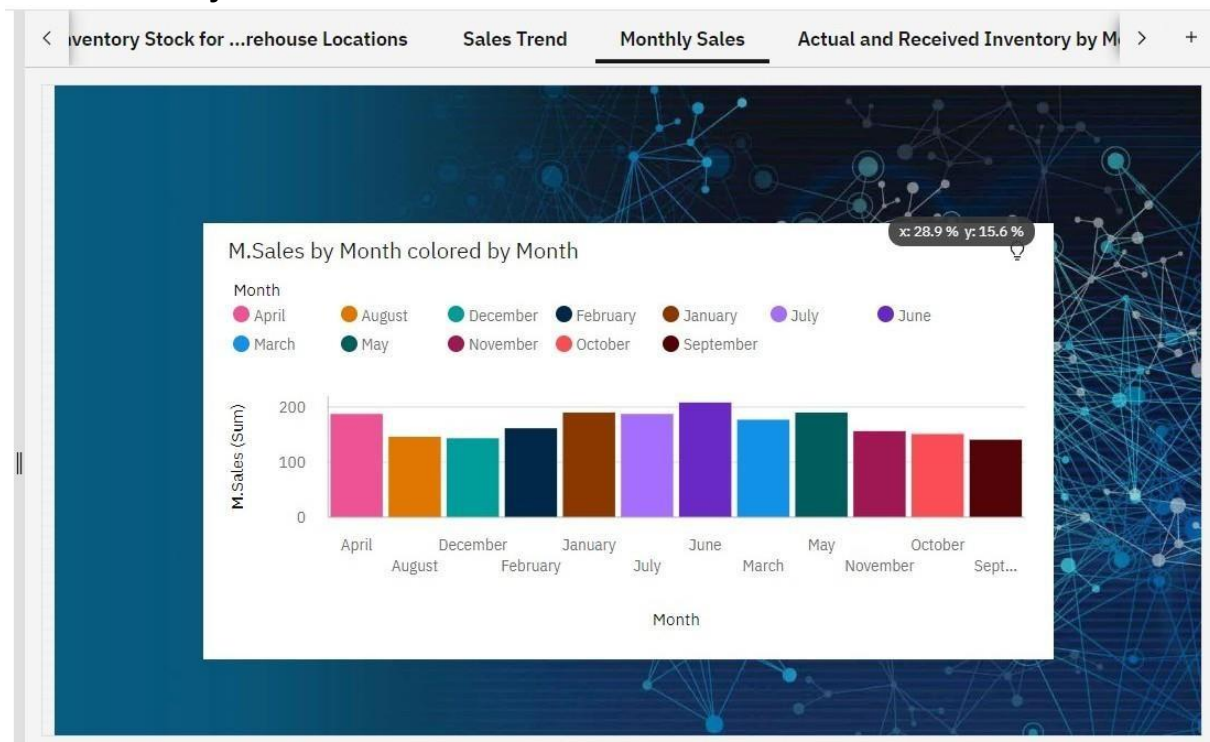 ventory Stock for ...rehouse Locations Sales Trend Monthly Sales Actual and Received Inventory by M
x: 28.9 % y: 15.6 %
M.Sales by Month colored by Month
Month
April August December February January July June
March May November October September
M.Sales (Sum)
200
100
0
April December January June May October
August February July March November Sept...
Month